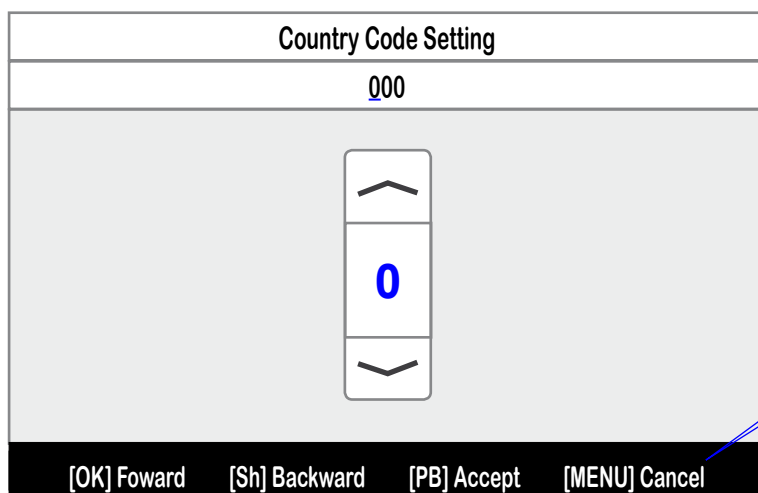 Country Code Setting
000
0
[OK] Foward [Sh] Backward [PB] Accept [MENU] Cancel